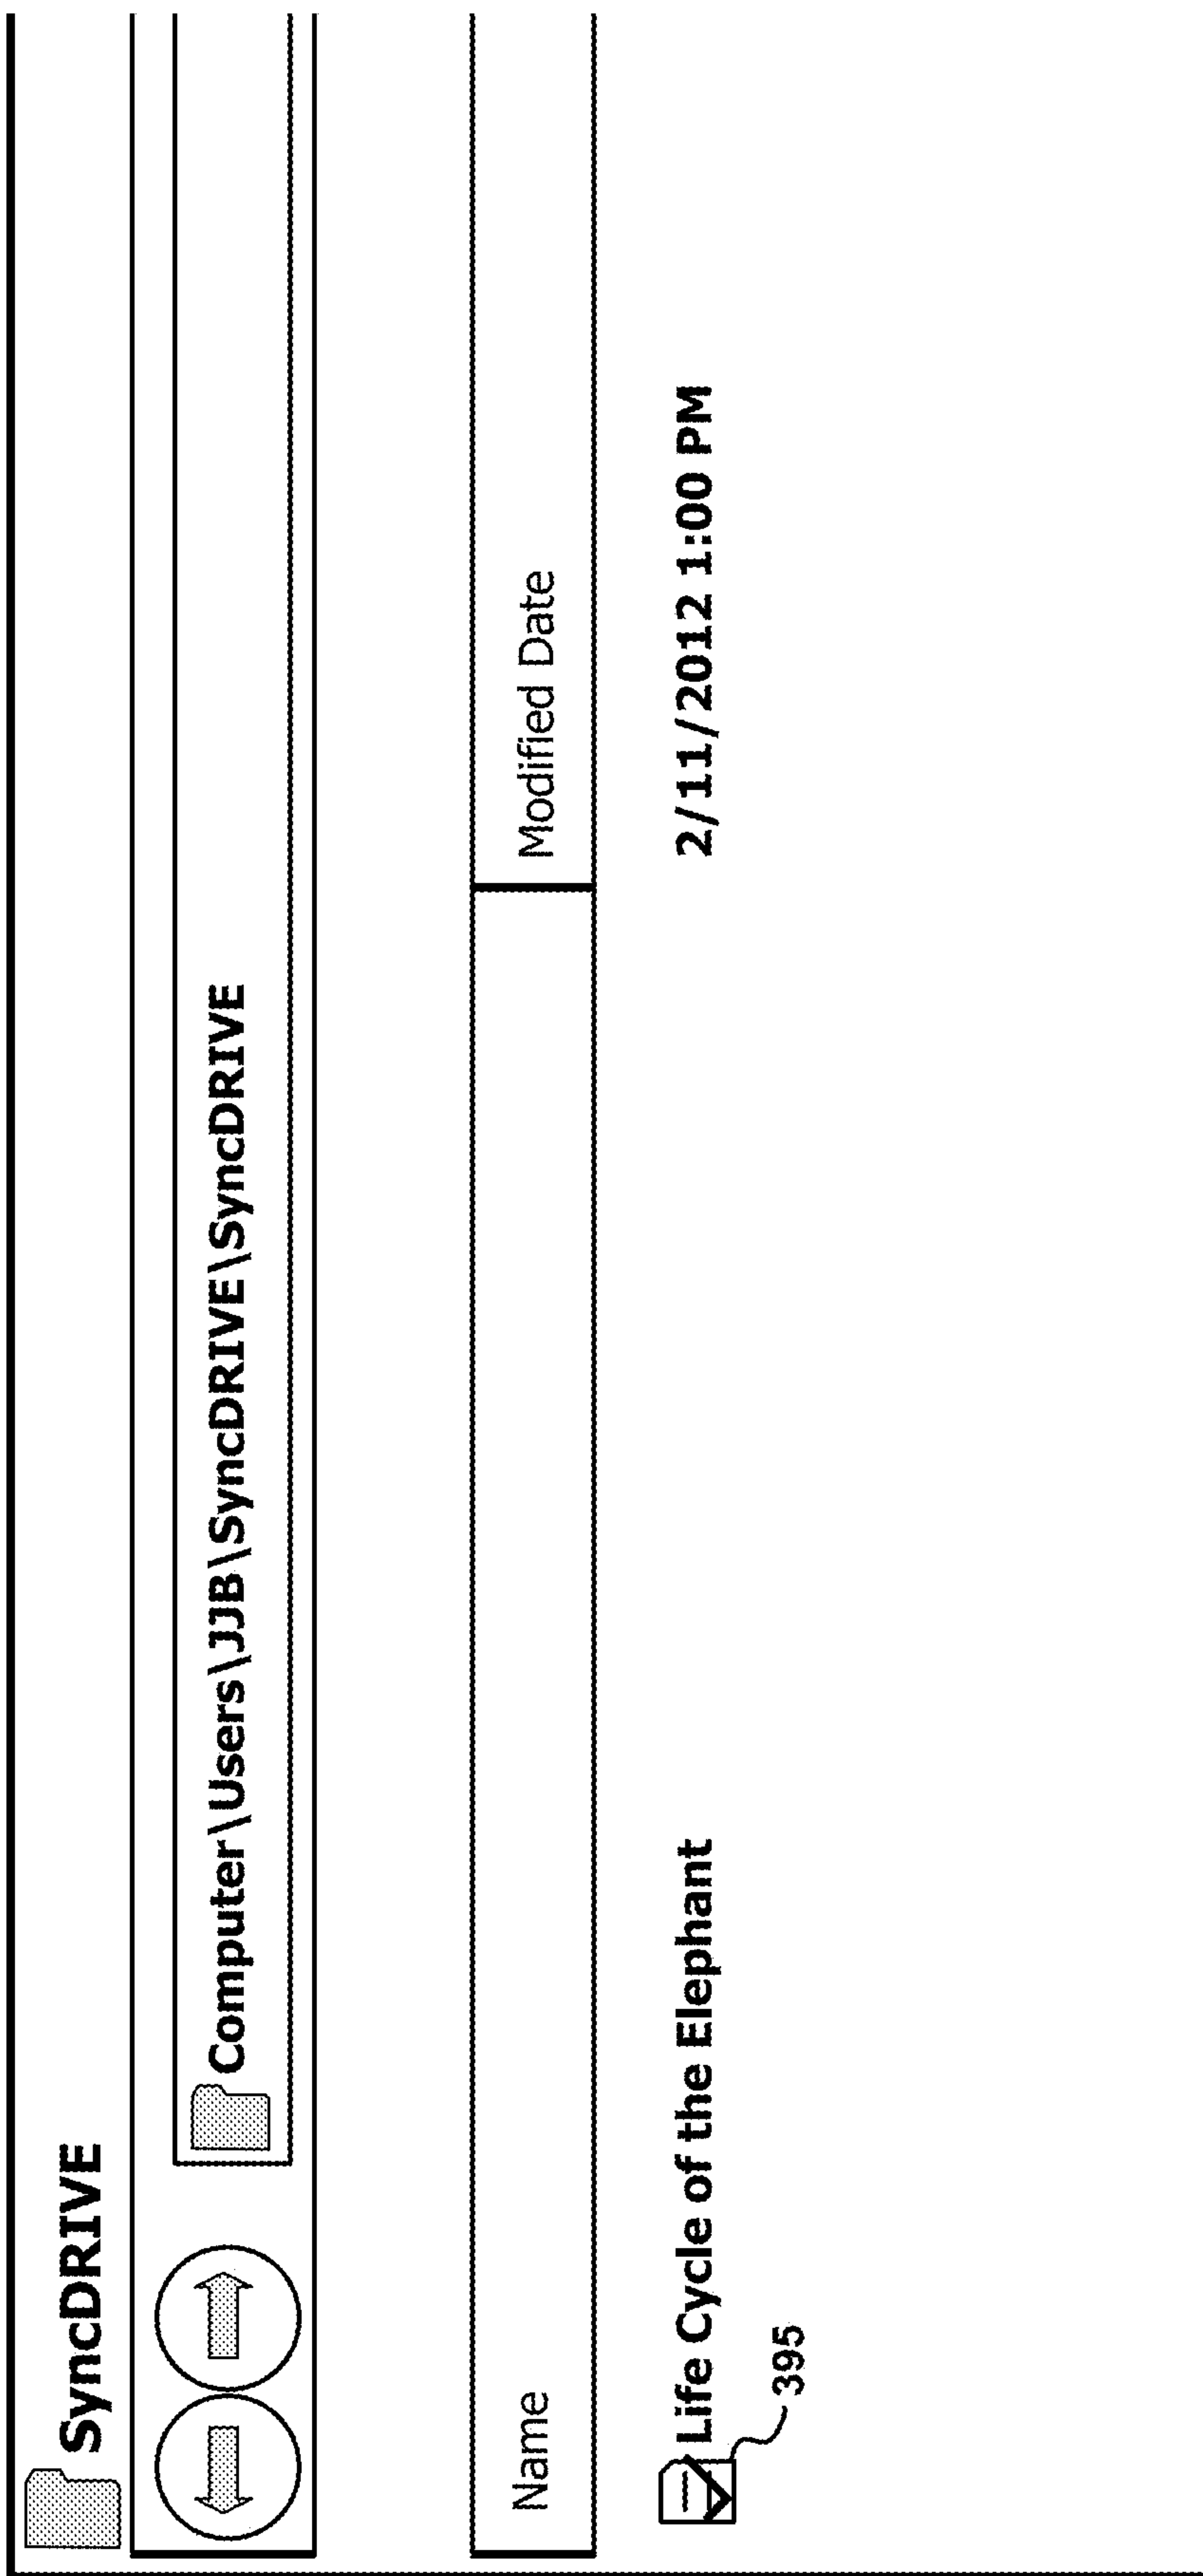 SyncDRIVE
Computer\Users\JJB\SyncDRIVE\SyncDRIVE
Name Modified Date
Life Cycle of the Elephant 2/11/2012 1:00 PM
395